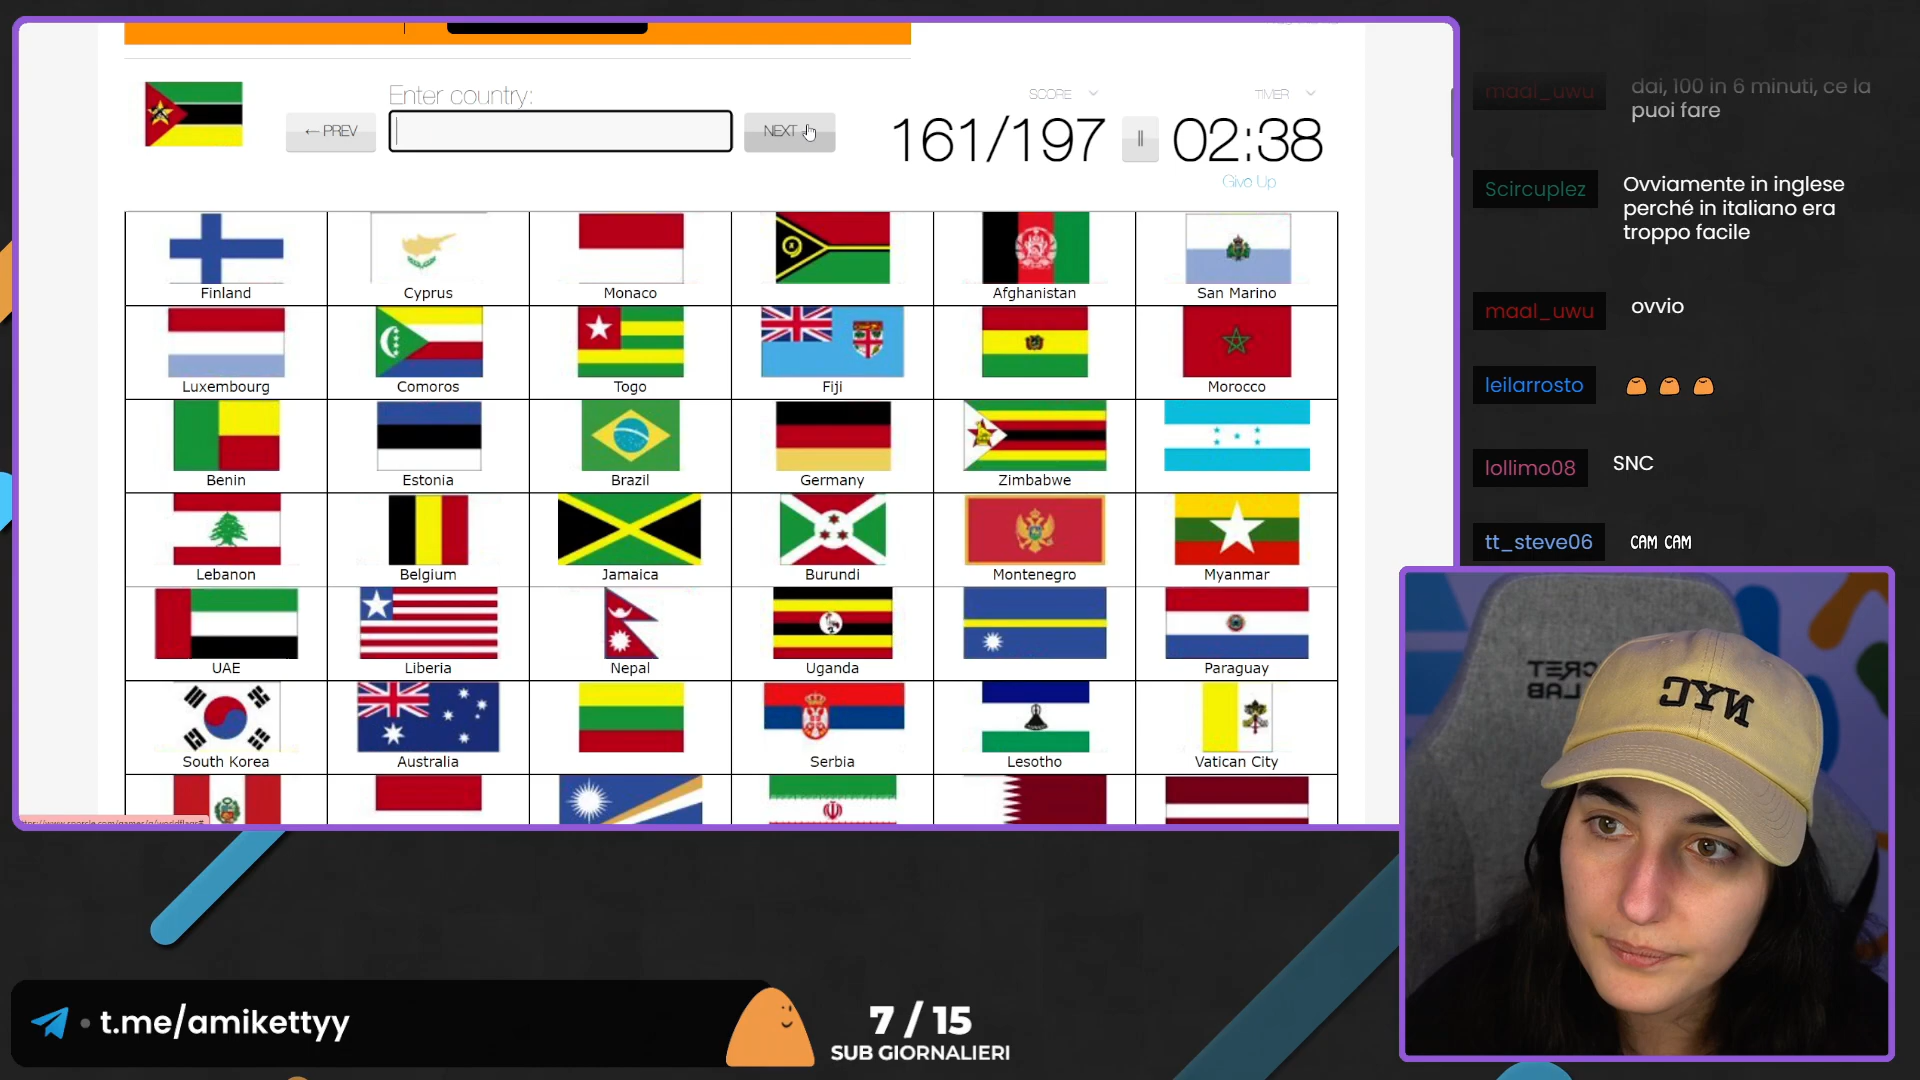 Enter country:
← PREV
NEXT
SCORE
161/197
TIMER
02:38
Give Up
Finland
Cyprus
Monaco
Afghanistan
San Marino
Luxembourg
Comoros
Togo
Fiji
Morocco
Benin
Estonia
Brazil
Germany
Zimbabwe
Lebanon
Belgium
Jamaica
Burundi
Montenegro
Myanmar
UAE
Liberia
Nepal
Uganda
Paraguay
South Korea
Australia
Serbia
Lesotho
Vatican City
maal_uwu dai, 100 in 6 minuti, ce la
puoi fare
Scircuplez Ovviamente in inglese
perché in italiano era
troppo facile
maal_uwu ovvio
leilarrosto
lollimo08 SNC
tt_steve06 CAM CAM
NYC
t.me/amikettyy
7 / 15
SUB GIORNALIERI